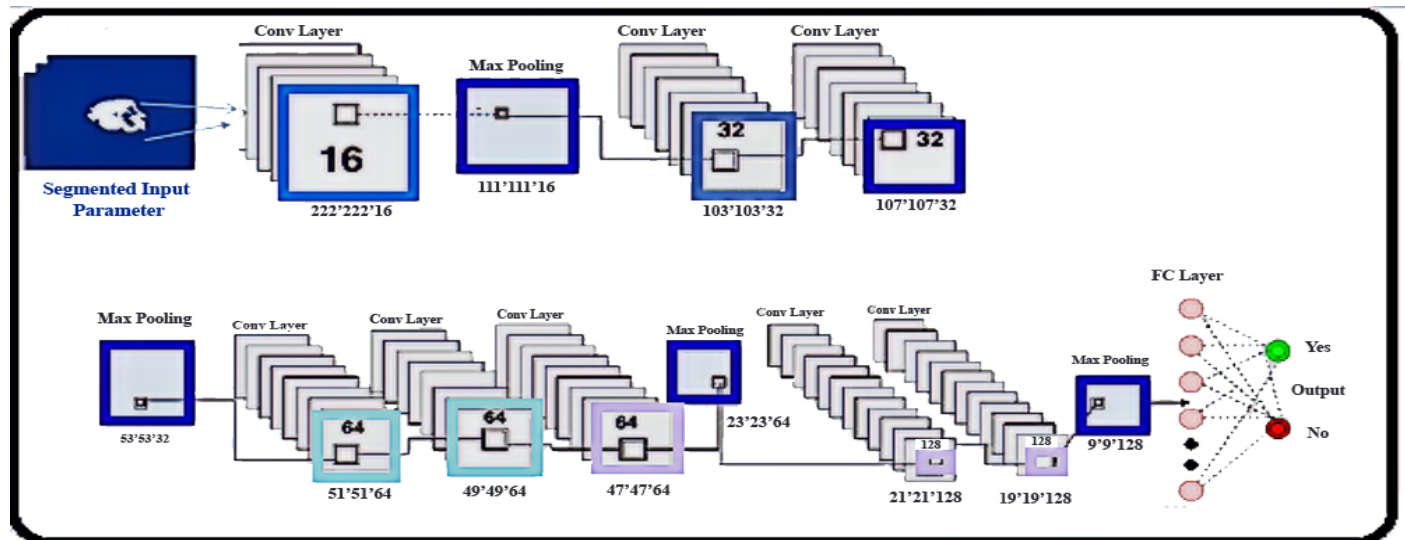 Conv Layer
16
222'222'16
Segmented Input
Parameter
Max Pooling
111'111'16
Conv Layer
32
103'103'32
Conv Layer
32
107'107'32
Max Pooling
53'53'32
Conv Layer
64
51'51'64
Conv Layer
64
49'49'64
Conv Layer
64
47'47'64
Max Pooling
23'23'64
Conv Layer
128
21'21'128
Conv Layer
128
19'19'128
Max Pooling
9'9'128
FC Layer
Yes
Output
No